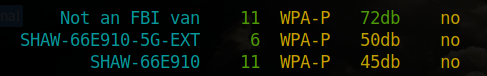 nal
Not an FBI van 11 WPA-P 72db no
SHAW-66E910-5G-EXT 6 WPA-P 50db no
SHAW-66E910 11 WPA-P 45db no